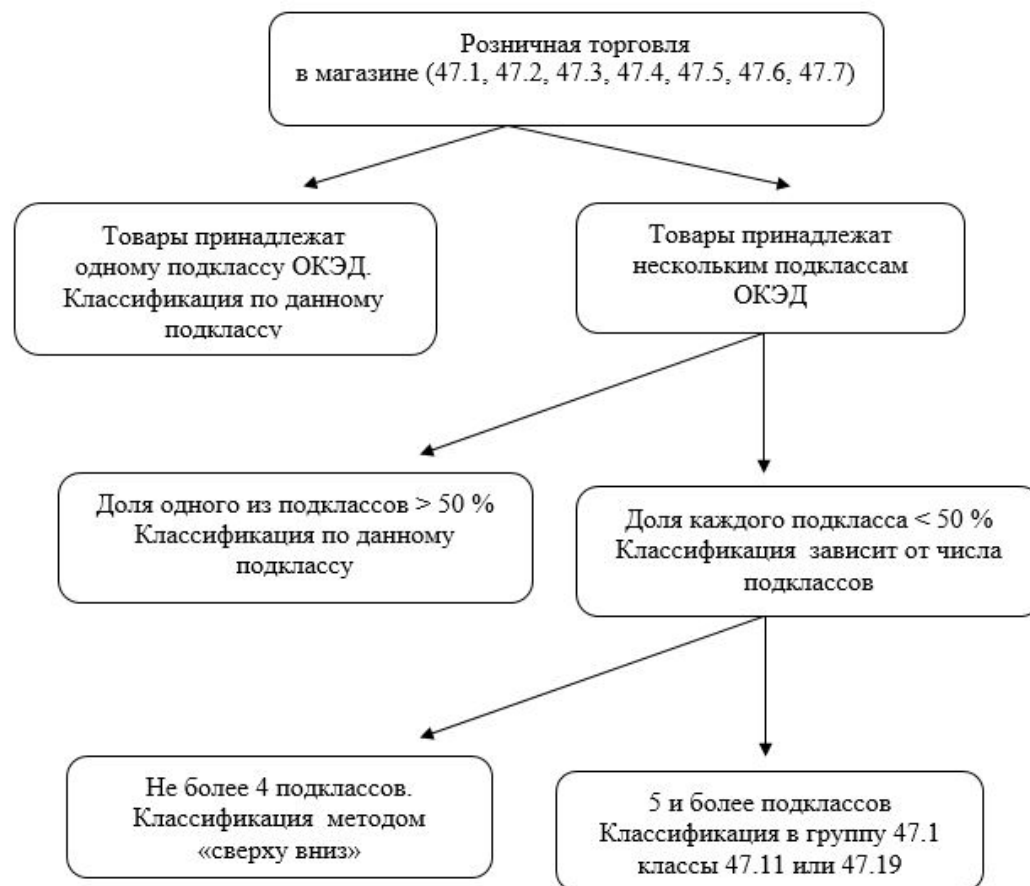 Розничная торговля
в магазине (47.1, 47.2, 47.3, 47.4, 47.5, 47.6, 47.7)
Товары принадлежат
одному подклассу ОКЭД.
Классификация по данному
подклассу
Товары принадлежат
нескольким подклассам
ОКЭД
Доля одного из подклассов > 50 %
Классификация по данному
подклассу
Доля каждого подкласса < 50 %
Классификация зависит от числа
подклассов
Не более 4 подклассов.
Классификация методом
«сверху вниз»
5 и более подклассов
Классификация в группу 47.1
классы 47.11 или 47.19